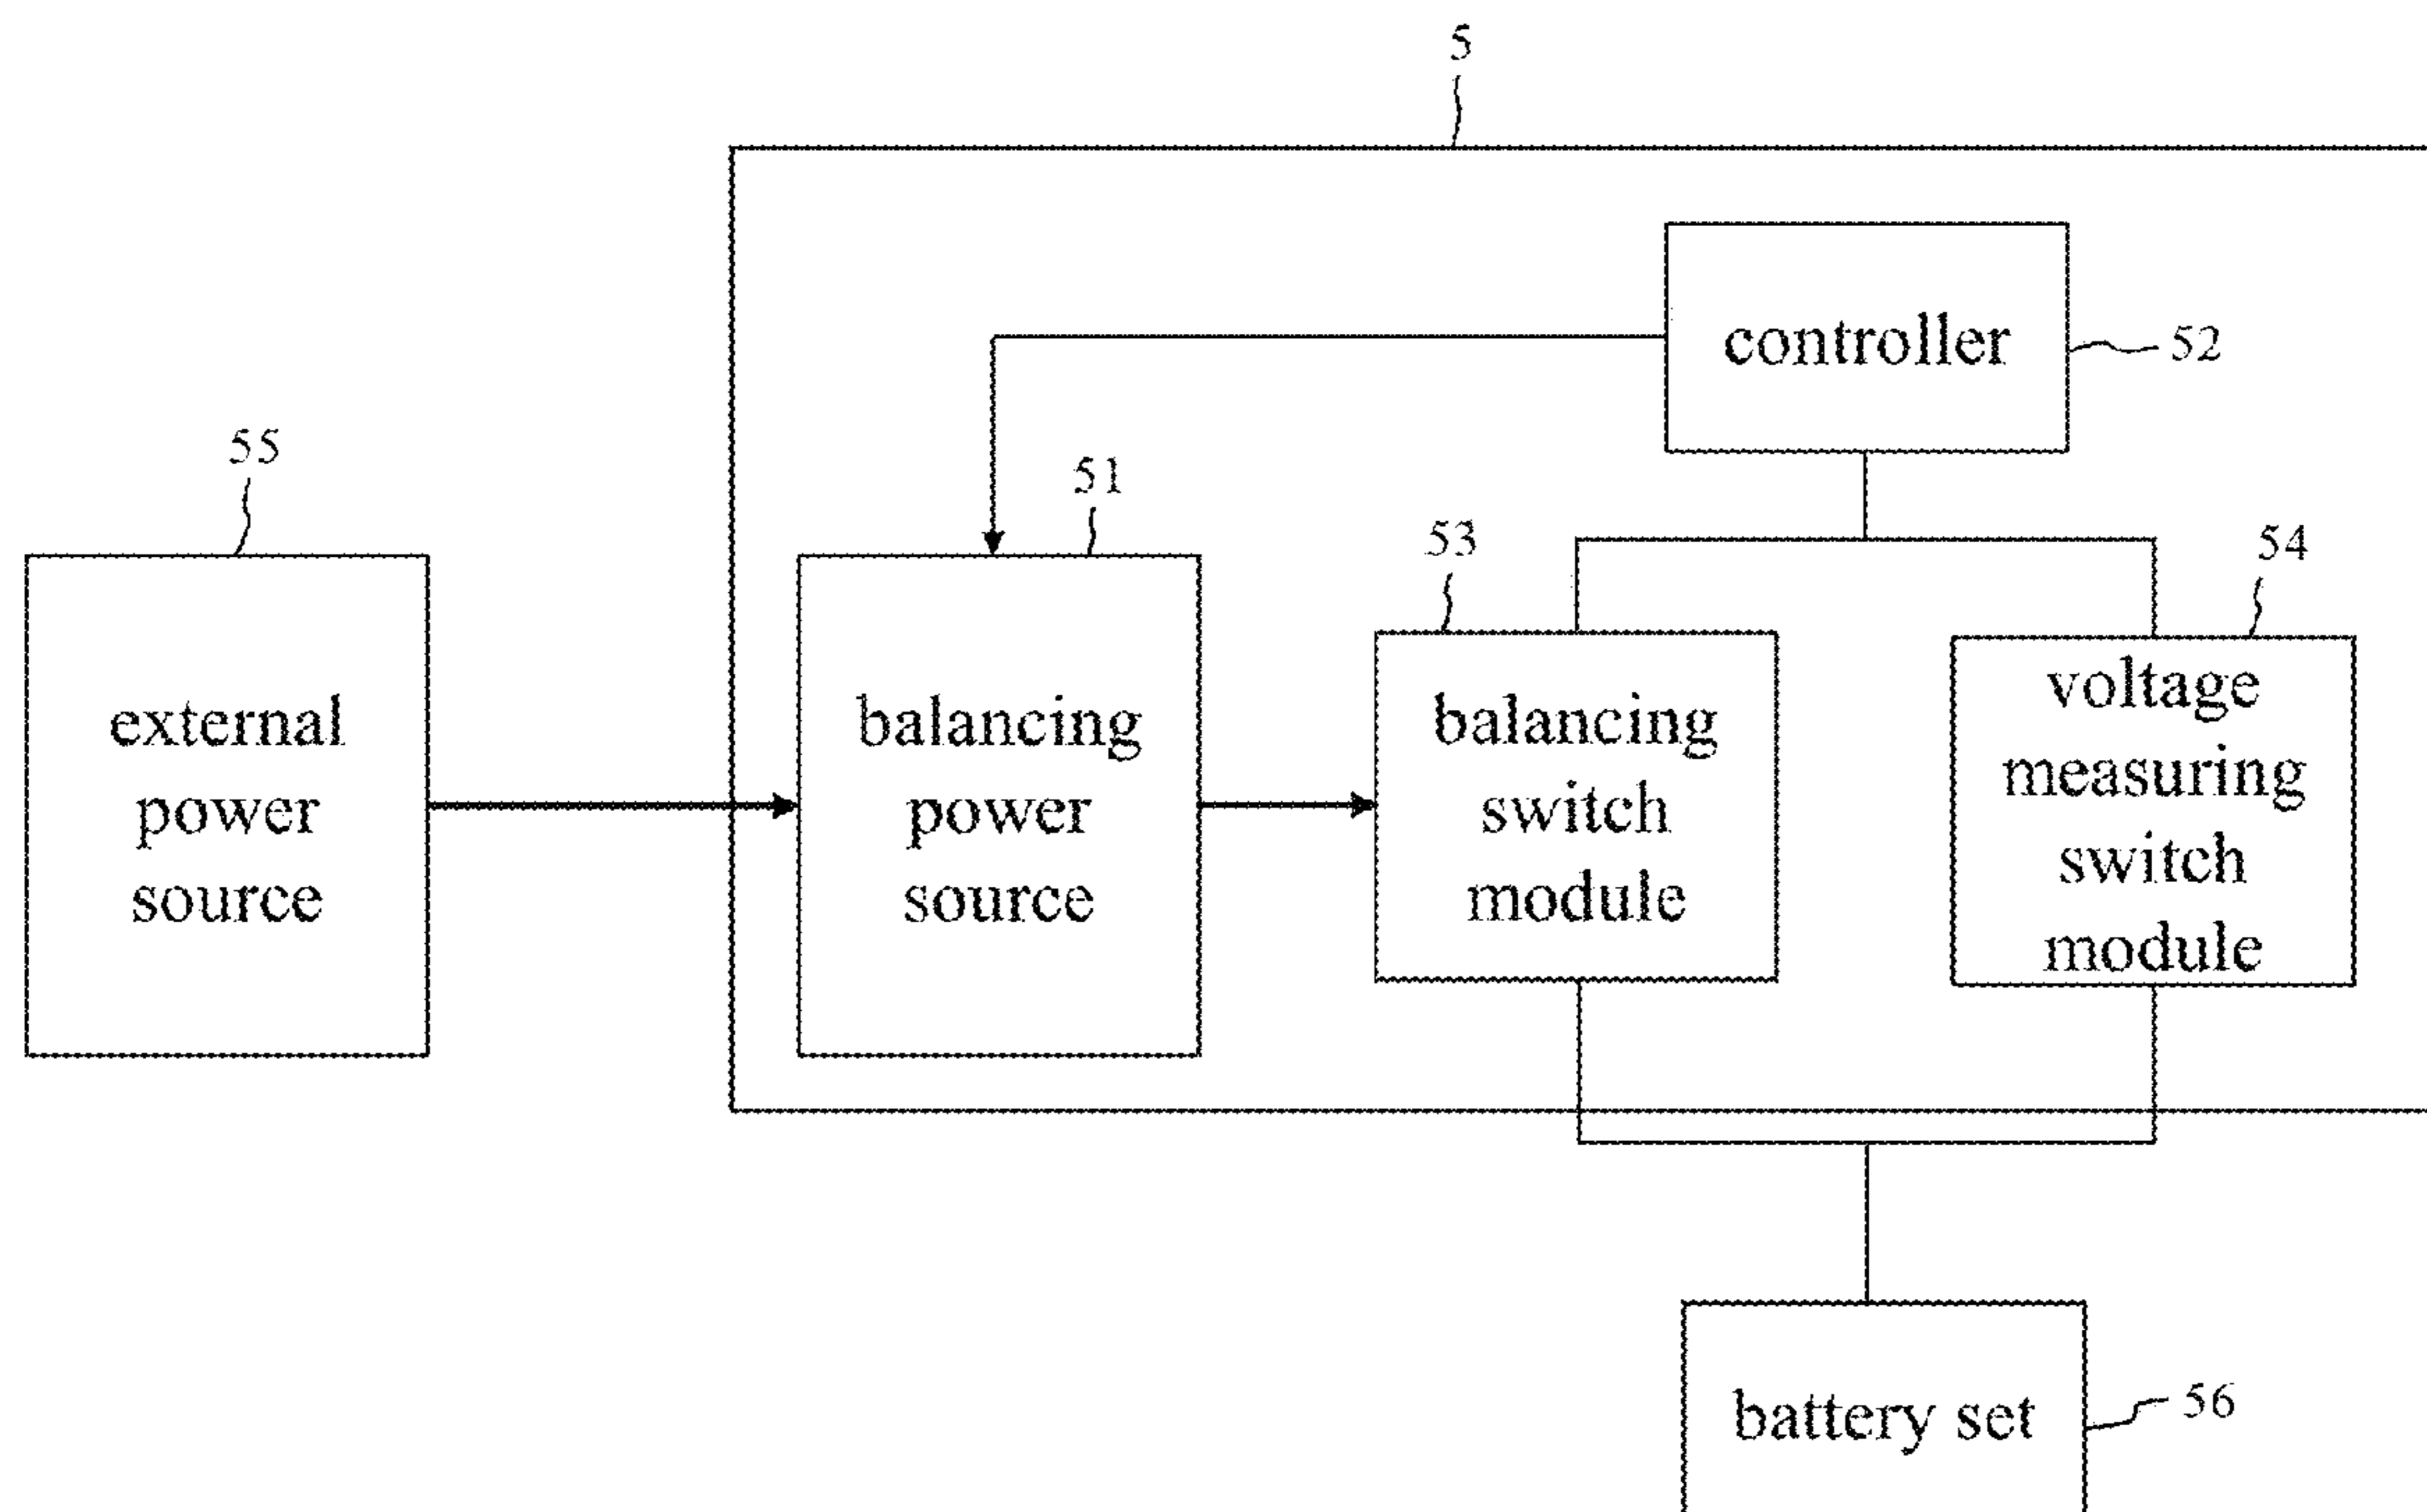 5
controller
52
55
51
53
54
external
power
source
balancing
power
source
balancing
switch
module
voltage
measuring
switch
module
battery set
56